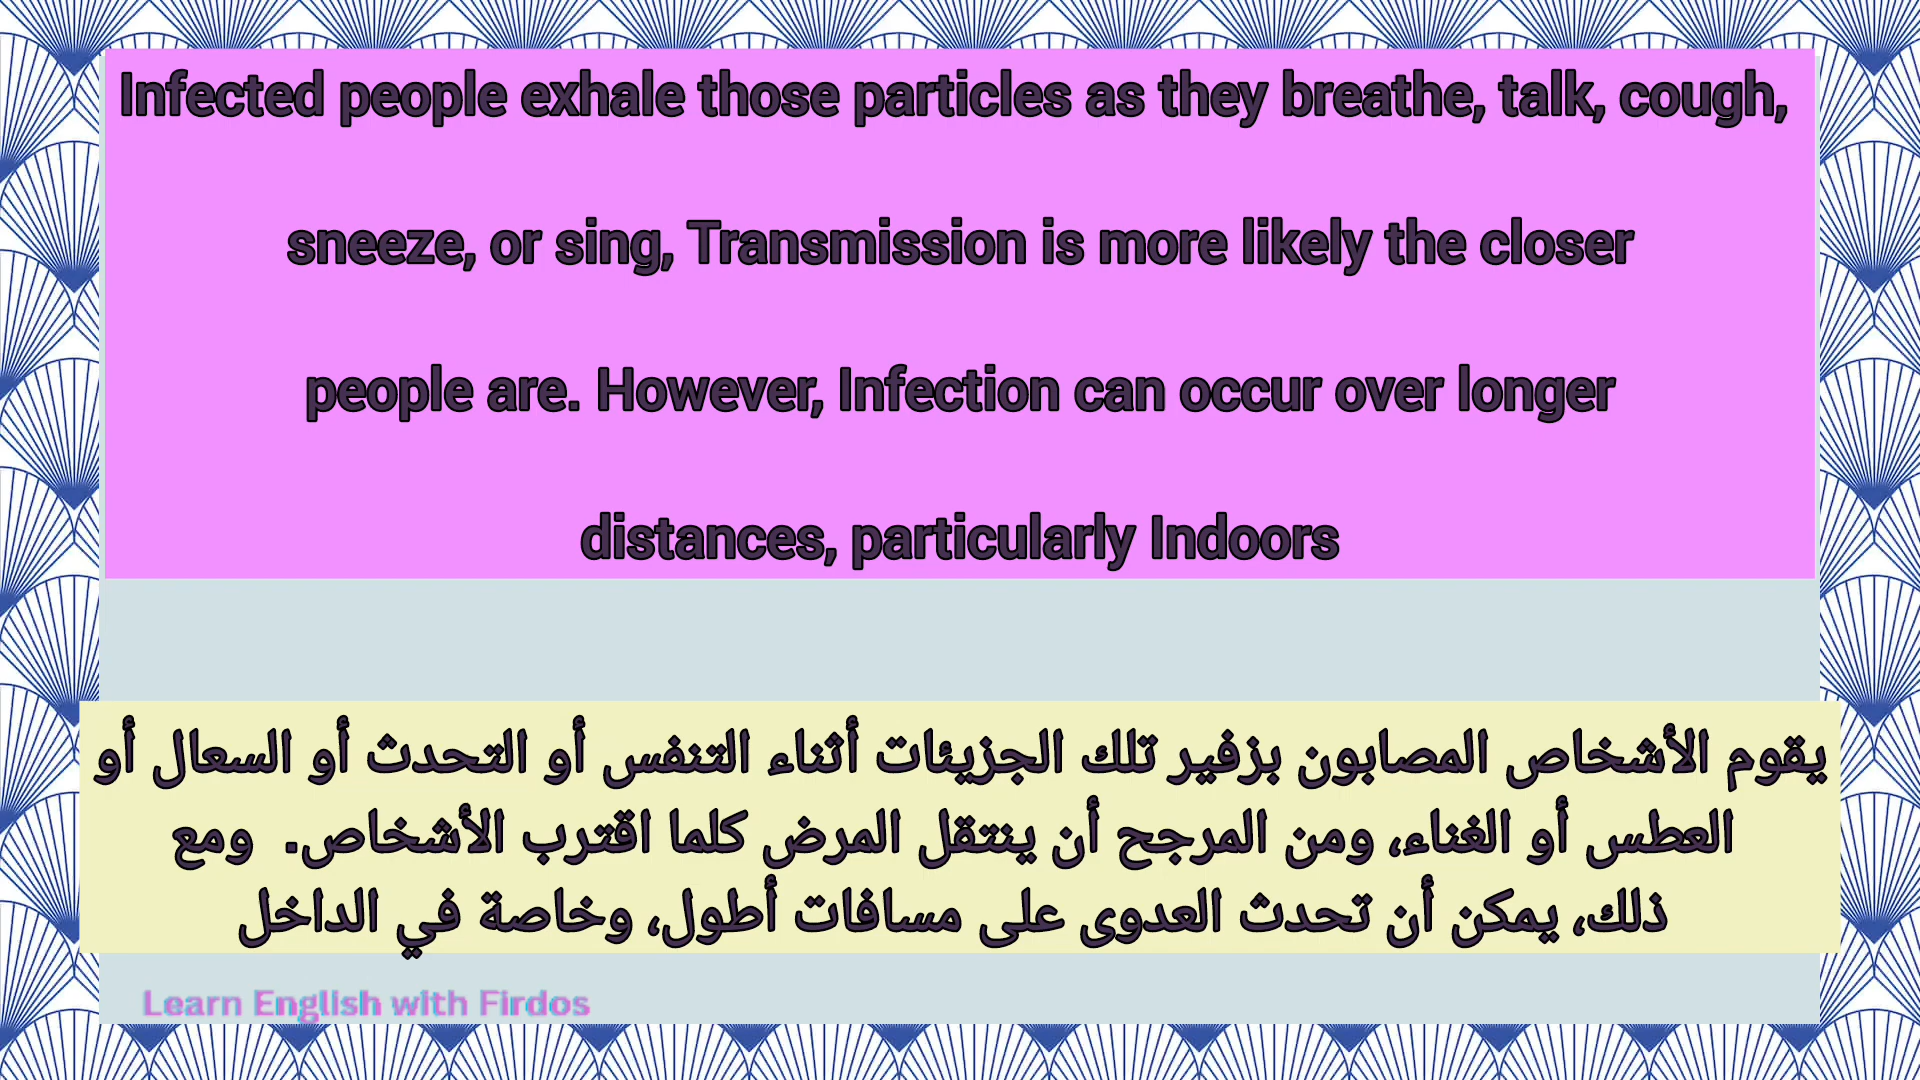 Infected people exhale those particles as they breathe, talk, cough,
sneeze, or sing, Transmission is more likely the closer
people are. However, Infection can occur over longer
distances, particularly Indoors
يقوم الأشخاص المصابون بزفير تلك الجزيئات أثناء التنفس أو التحدث أو السعال أو
العطس أو الغناء، ومن المرجح أن ينتقل المرض كلما اقترب الأشخاص. ومع
ذلك، يمكن أن تحدث العدوى على مسافات أطول، وخاصة في الداخل
Learn English with Firdos